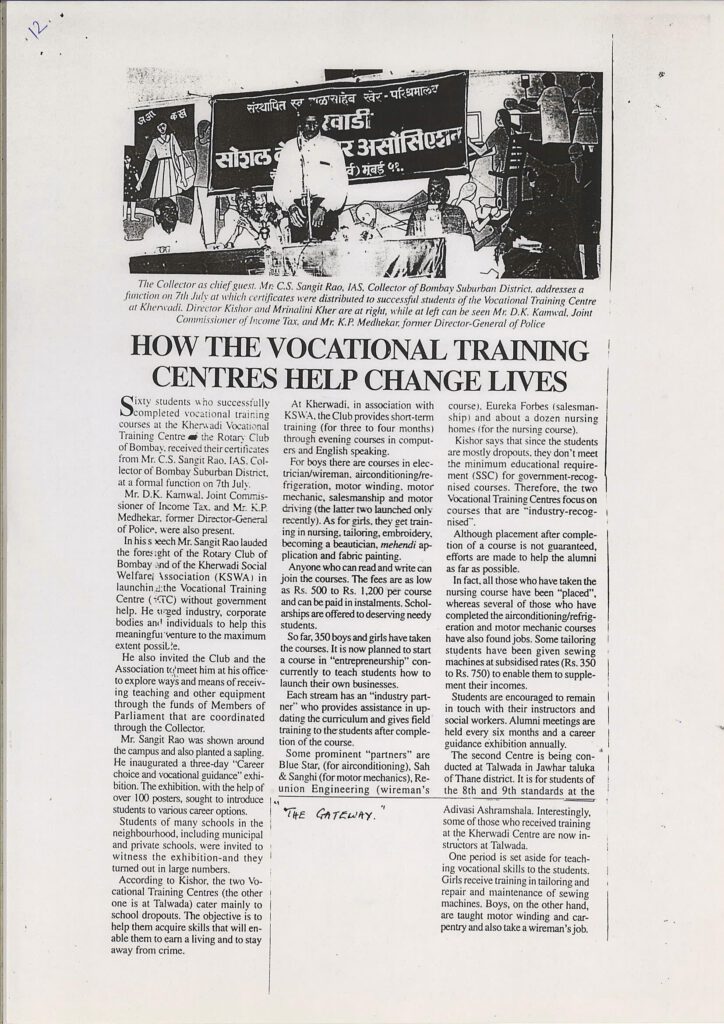 12
अआ कख
संस्थापित स्व बाळासाहेब खेर - परिश्रमालय
रवाडी
सोशल वे र असोसिएशन
र्व) मुंबई ५१.
The Collector as chief guest. Mr. C.S. Sangit Rao, IAS, Collector of Bombay Suburban District, addresses a
function on 7th July at which certificates were distributed to successful students of the Vocational Training Centre
at Kherwadi. Director Kishor and Mrinalini Kher are at right, while at left can be seen Mr. D.K. Kamwal, Joint
Commissioner of Income Tax, and Mr. K.P. Medhekar, former Director-General of Police
HOW THE VOCATIONAL TRAINING
CENTRES HELP CHANGE LIVES
Sixty students who successfully
completed vocational training
courses at the Kherwadi Vocational
Training Centre the Rotary Club
of Bombay, received their certificates
from Mr. C.S. Sangit Rao, IAS, Col-
lector of Bombay Suburban District,
at a formal function on 7th July.
Mr. D.K. Kamwal, Joint Commis-
sioner of Income Tax, and Mr. K.P.
Medhekar, former Director-General
of Police, were also present.
In his speech Mr. Sangit Rao lauded
the foresight of the Rotary Club of
Bombay and of the Kherwadi Social
Welfare Association (KSWA) in
launching the Vocational Training
Centre (VTC) without government
help. He urged industry, corporate
bodies and individuals to help this
meaningful venture to the maximum
extent possible.
He also invited the Club and the
Association to meet him at his office
to explore ways and means of receiv-
ing teaching and other equipment
through the funds of Members of
Parliament that are coordinated
through the Collector.
Mr. Sangit Rao was shown around
the campus and also planted a sapling.
He inaugurated a three-day "Career
choice and vocational guidance" exhi-
bition. The exhibition, with the help of
over 100 posters, sought to introduce
students to various career options.
Students of many schools in the
neighbourhood, including municipal
and private schools, were invited to
witness the exhibition-and they
turned out in large numbers.
According to Kishor, the two Vo-
cational Training Centres (the other
one is at Talwada) cater mainly to
school dropouts. The objective is to
help them acquire skills that will en-
able them to earn a living and to stay
away from crime.
At Kherwadi, in association with
KSWA, the Club provides short-term
training (for three to four months)
through evening courses in comput-
ers and English speaking.
For boys there are courses in elec-
trician/wireman, airconditioning/re-
frigeration, motor winding, motor
mechanic, salesmanship and motor
driving (the latter two launched only
recently). As for girls, they get train-
ing in nursing, tailoring, embroidery,
becoming a beautician, mehendi ap-
plication and fabric painting.
Anyone who can read and write can
join the courses. The fees are as low
as Rs. 500 to Rs. 1,200 per course
and can be paid in instalments. Schol-
arships are offered to deserving needy
students.
So far, 350 boys and girls have taken
the courses. It is now planned to start
a course in "entrepreneurship" con-
currently to teach students how to
launch their own businesses.
Each stream has an "industry part-
ner" who provides assistance in up-
dating the curriculum and gives field
training to the students after comple-
tion of the course.
Some prominent "partners" are
Blue Star, (for airconditioning), Sah
& Sanghi (for motor mechanics), Re-
union Engineering (wireman's
"THE GATEWAY."
course), Eureka Forbes (salesman-
ship) and about a dozen nursing
homes (for the nursing course).
Kishor says that since the students
are mostly dropouts, they don't meet
the minimum educational require-
ment (SSC) for government-recog-
nised courses. Therefore, the two
Vocational Training Centres focus on
courses that are "industry-recog-
nised".
Although placement after comple-
tion of a course is not guaranteed,
efforts are made to help the alumni
as far as possible.
In fact, all those who have taken the
nursing course have been "placed",
whereas several of those who have
completed the airconditioning/refrig-
eration and motor mechanic courses
have also found jobs. Some tailoring
students have been given sewing
machines at subsidised rates (Rs. 350
to Rs. 750) to enable them to supple-
ment their incomes.
Students are encouraged to remain
in touch with their instructors and
social workers. Alumni meetings are
held every six months and a career
guidance exhibition annually.
The second Centre is being con-
ducted at Talwada in Jawhar taluka
of Thane district. It is for students of
the 8th and 9th standards at the
Adivasi Ashramshala. Interestingly,
some of those who received training
at the Kherwadi Centre are now in-
structors at Talwada.
One period is set aside for teach-
ing vocational skills to the students.
Girls receive training in tailoring and
repair and maintenance of sewing
machines. Boys, on the other hand,
are taught motor winding and car-
pentry and also take a wireman's job.